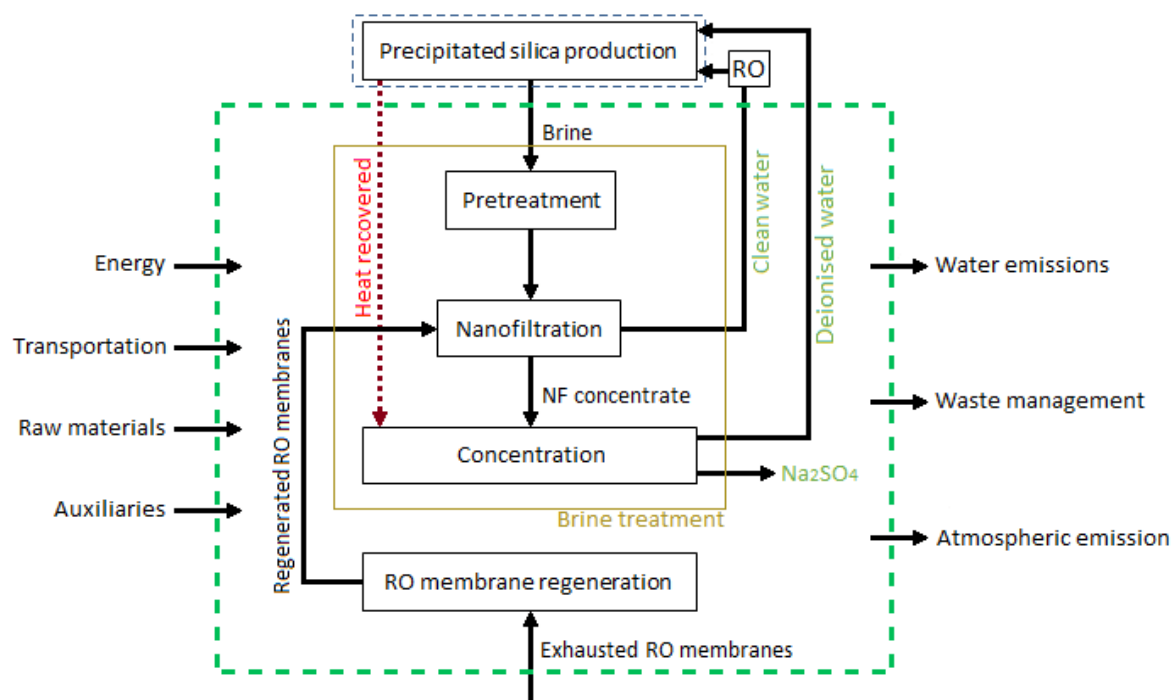 Precipitated silica production
RO
Brine
Heat recovered
Pretreatment
Clean water
Deionised water
Energy
Water emissions
Nanofiltration
Transportation
Regenerated RO membranes
NF concentrate
Waste management
Raw materials
Concentration
Na₂SO₄
Auxiliaries
Brine treatment
Atmospheric emission
RO membrane regeneration
Exhausted RO membranes